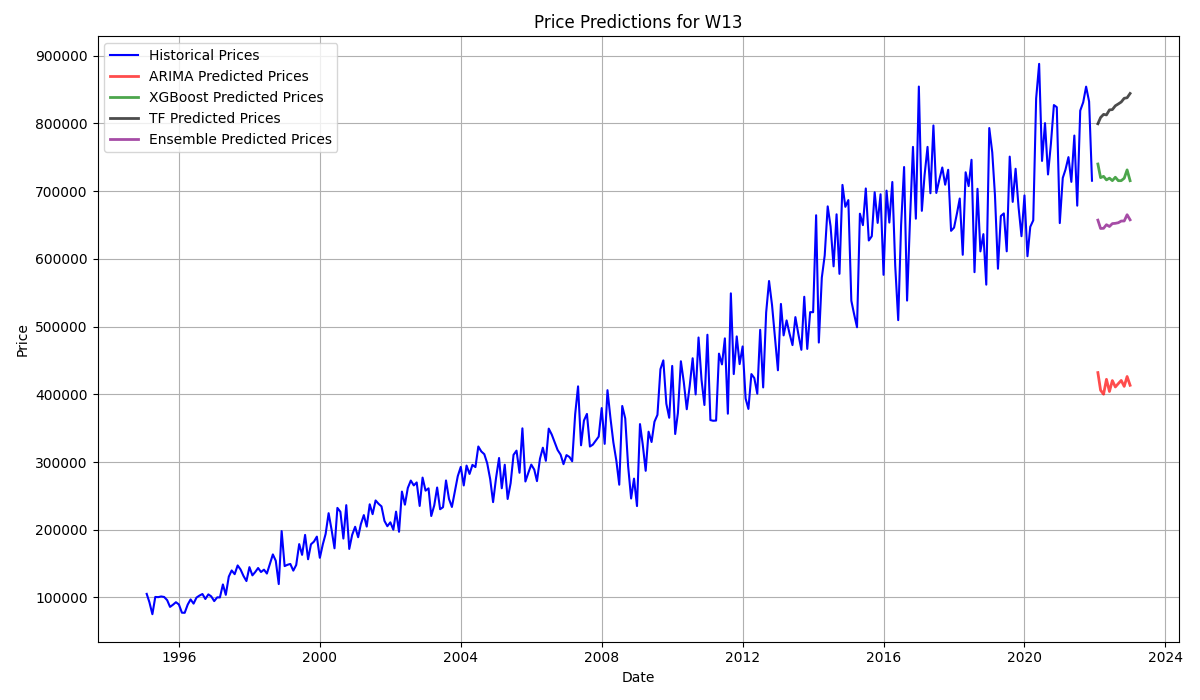 Price Predictions for W13
Historical Prices
ARIMA Predicted Prices
XGBoost Predicted Prices
TF Predicted Prices
Ensemble Predicted Prices
Price
900000
800000
700000
600000
500000
400000
300000
200000
100000
1996 2000 2004 2008 2012 2016 2020 2024
Date